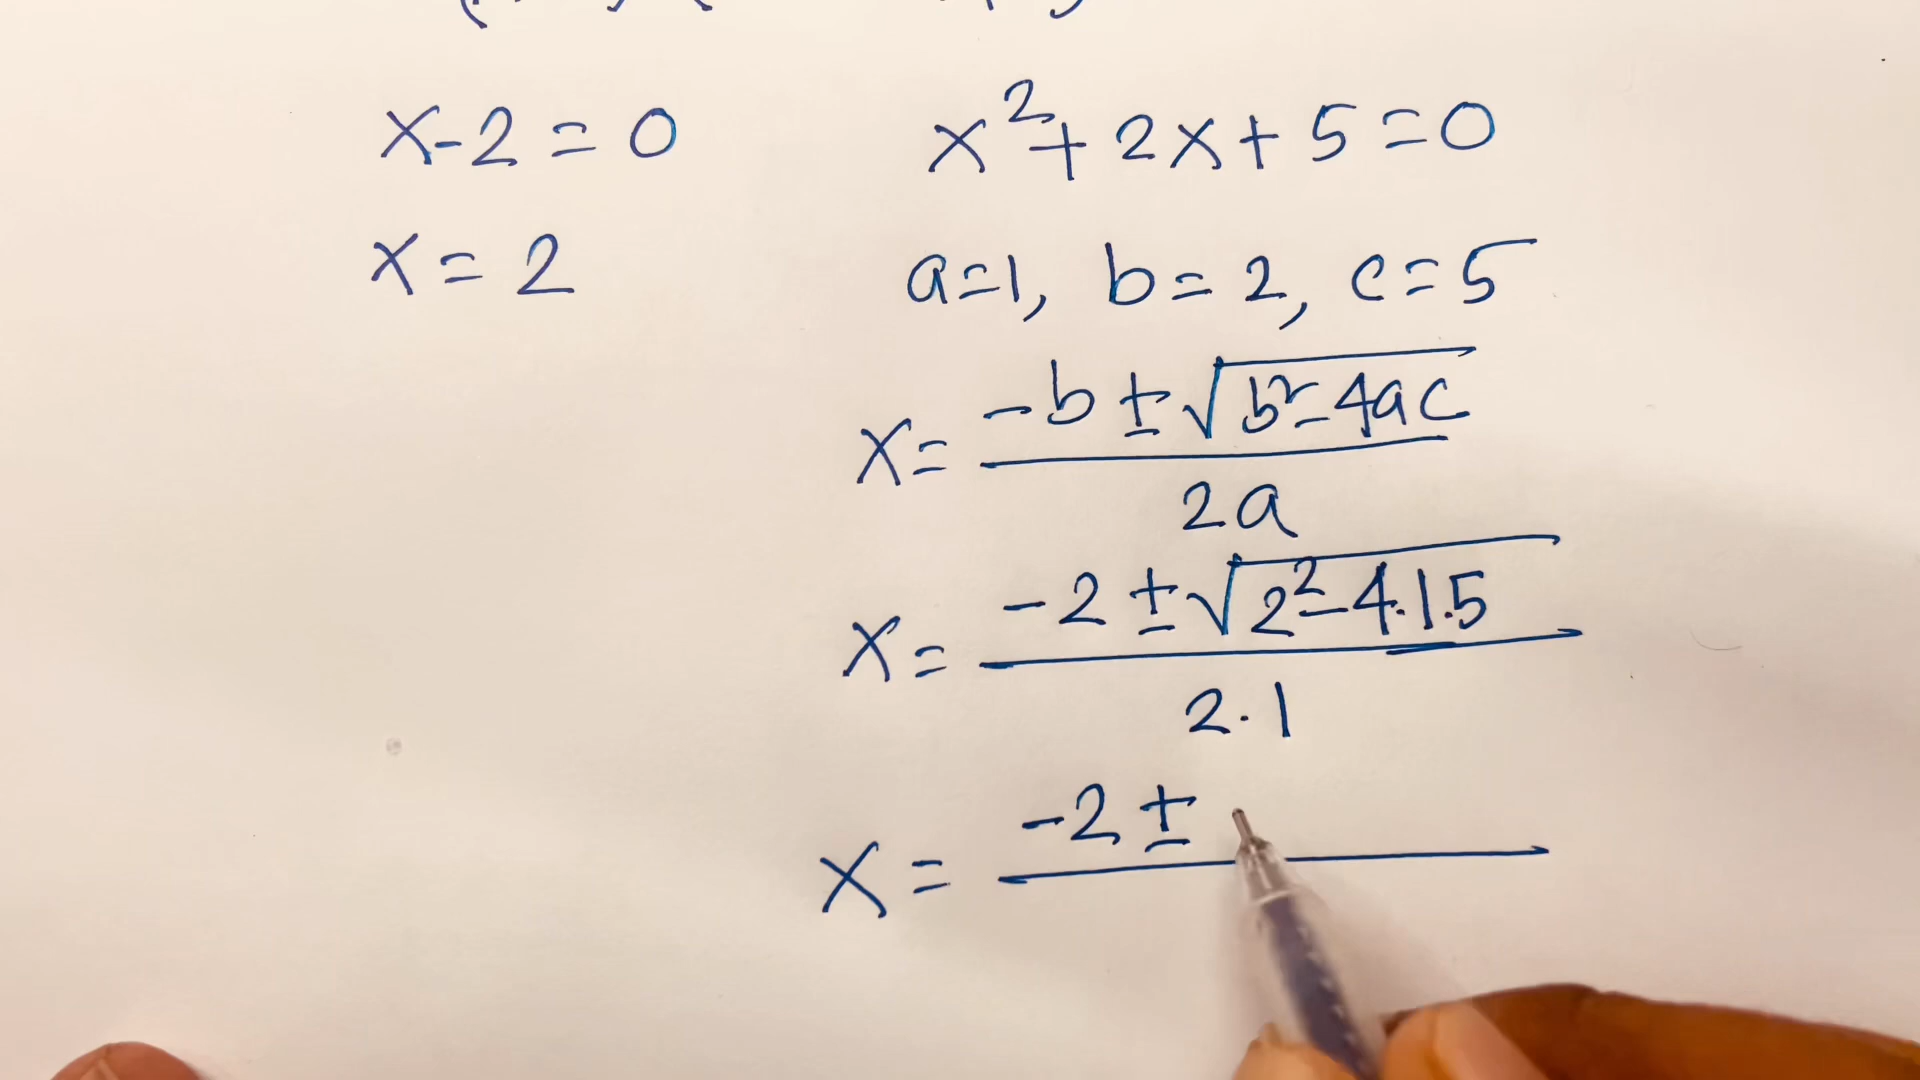 x-2=0
x=2
x²+2x+5=0
a=1, b=2, c=5
x= -b±√b²-4ac
2a
x= -2±√2²-4.1.5
2.1
x= -2±